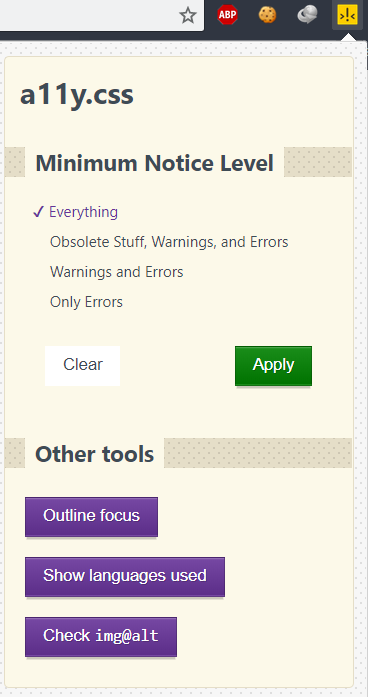 ABP
a11y.css
Minimum Notice Level
✓ Everything
Obsolete Stuff, Warnings, and Errors
Warnings and Errors
Only Errors
Clear Apply
Other tools
Outline focus
Show languages used
Check img@alt